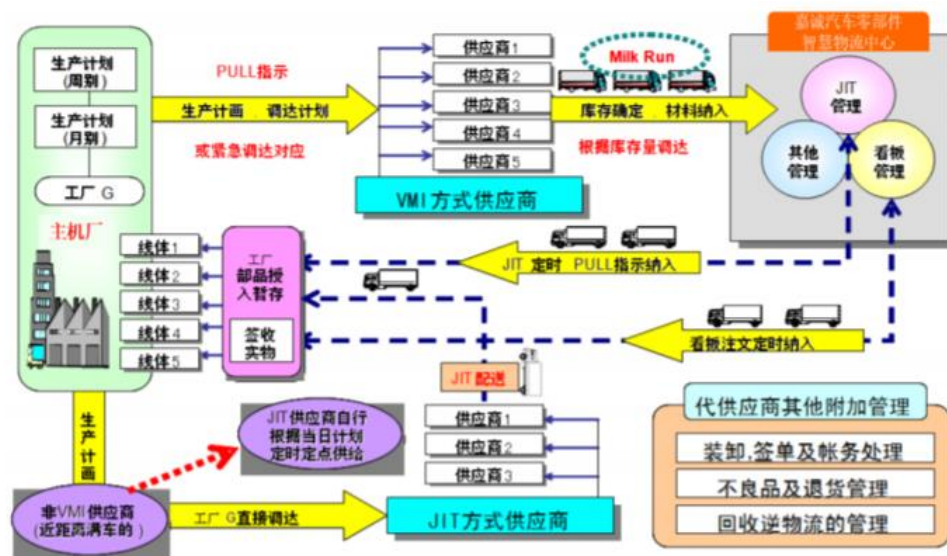 嘉诚汽车零部件
智慧物流中心
生产计划
(周别)
生产计划
(月别)
工厂 G
主机厂
PULL指示
生产计画﹒调达计划
或紧急调达对应
供应商1
供应商2
供应商3
供应商4
供应商5
VMI方式供应商
Milk Run
库存确定﹒材料纳入
根据库存量调达
JIT
管理
其他
管理
看板
管理
线体1
线体2
线体3
线体4
线体5
工厂
部品授
入暂存
签收
实物
JIT 定时 PULL指示纳入
看板注文定时纳入
JIT配送
供应商1
供应商2
供应商3
JIT方式供应商
生产计画
JIT供应商自行
根据当日计划
定时定点供给
非VMI供应商
(近距离满车的)
工厂 G直接调达
代供应商其他附加管理
装卸,签单及帐务处理
不良品及退货管理
回收逆物流的管理